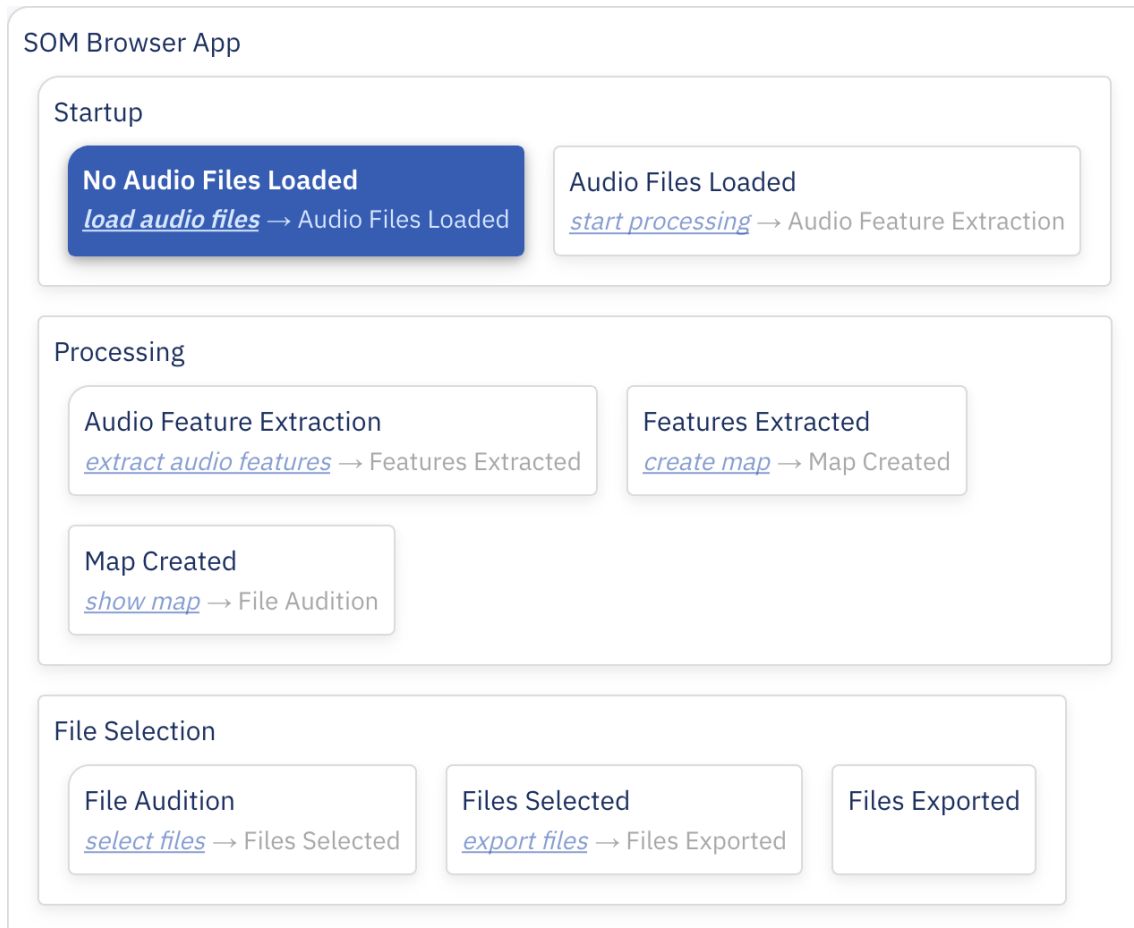 SOM Browser App
Startup
No Audio Files Loaded
load audio files → Audio Files Loaded
Audio Files Loaded
start processing → Audio Feature Extraction
Processing
Audio Feature Extraction
extract audio features → Features Extracted
Features Extracted
create map → Map Created
Map Created
show map → File Audition
File Selection
File Audition
select files → Files Selected
Files Selected
export files → Files Exported
Files Exported